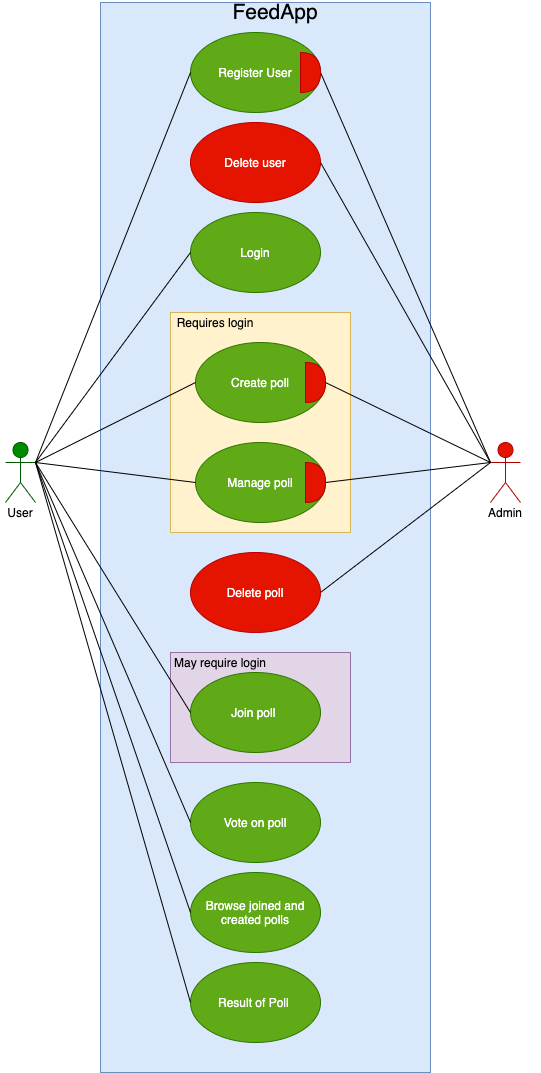 FeedApp
Register User
Delete user
Login
Requires login
Create poll
Manage poll
User
Admin
Delete poll
May require login
Join poll
Vote on poll
Browse joined and
created polls
Result of Poll